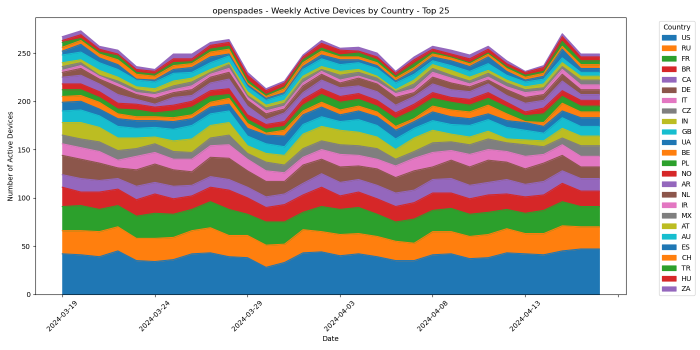 openspades - Weekly Active Devices by Country - Top 25
Number of Active Devices
250
200
150
100
50
0
2024-03-19
2024-03-24
2024-03-29
2024-04-03
2024-04-08
2024-04-13
Date
Country
US
RU
FR
BR
CA
DE
IT
CZ
IN
GB
UA
BE
PL
NO
AR
NL
IR
MX
AT
AU
ES
CH
TR
HU
ZA